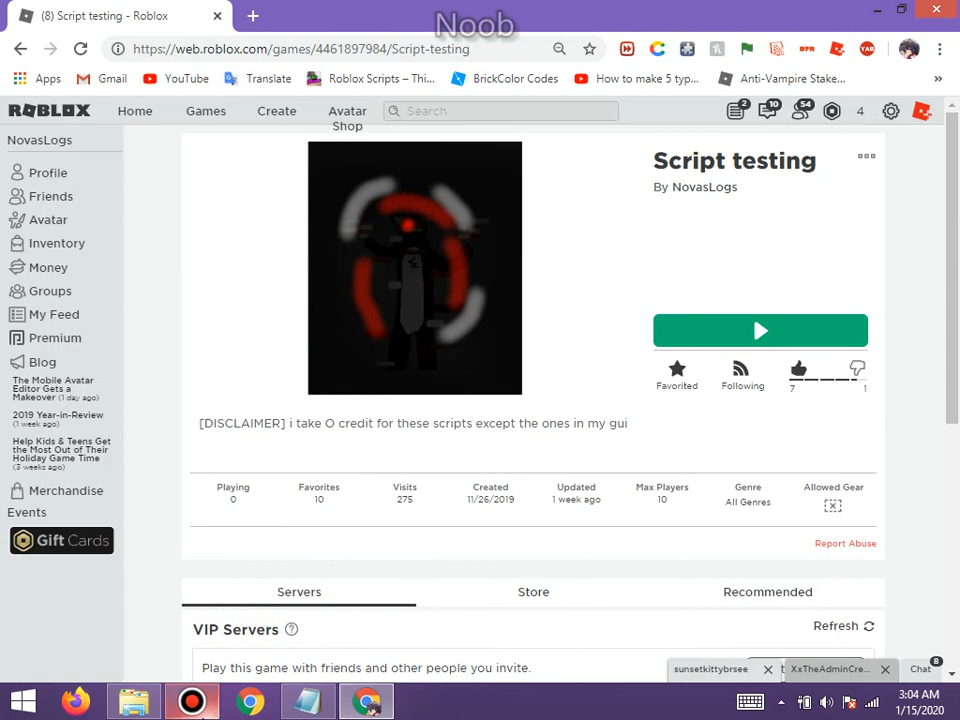 (8) Script testing - Roblox
Noob
https://web.roblox.com/games/4461897984/Script-testing
Apps
Gmail
YouTube
Translate
Roblox Scripts – Thi...
BrickColor Codes
How to make 5 typ...
Anti-Vampire Stake...
»
ROBLOX
Home
Games
Create
Avatar
Shop
Search
2
10
54
4
NovasLogs
Profile
Friends
Avatar
Inventory
Money
Groups
My Feed
Premium
Blog
The Mobile Avatar
Editor Gets a
Makeover (1 day ago)
2019 Year-in-Review
(1 week ago)
Help Kids & Teens Get
the Most Out of Their
Holiday Game Time
(3 weeks ago)
Merchandise
Events
Gift Cards
Script testing
By NovasLogs
Favorited
Following
7
1
[DISCLAIMER] i take O credit for these scripts except the ones in my gui
Playing
0
Favorites
10
Visits
275
Created
11/26/2019
Updated
1 week ago
Max Players
10
Genre
All Genres
Allowed Gear
Report Abuse
Servers
Store
Recommended
VIP Servers
Refresh
Play this game with friends and other people you invite.
sunsetkittybrsee
XxTheAdminCre...
Chat
8
3:04 AM
1/15/2020